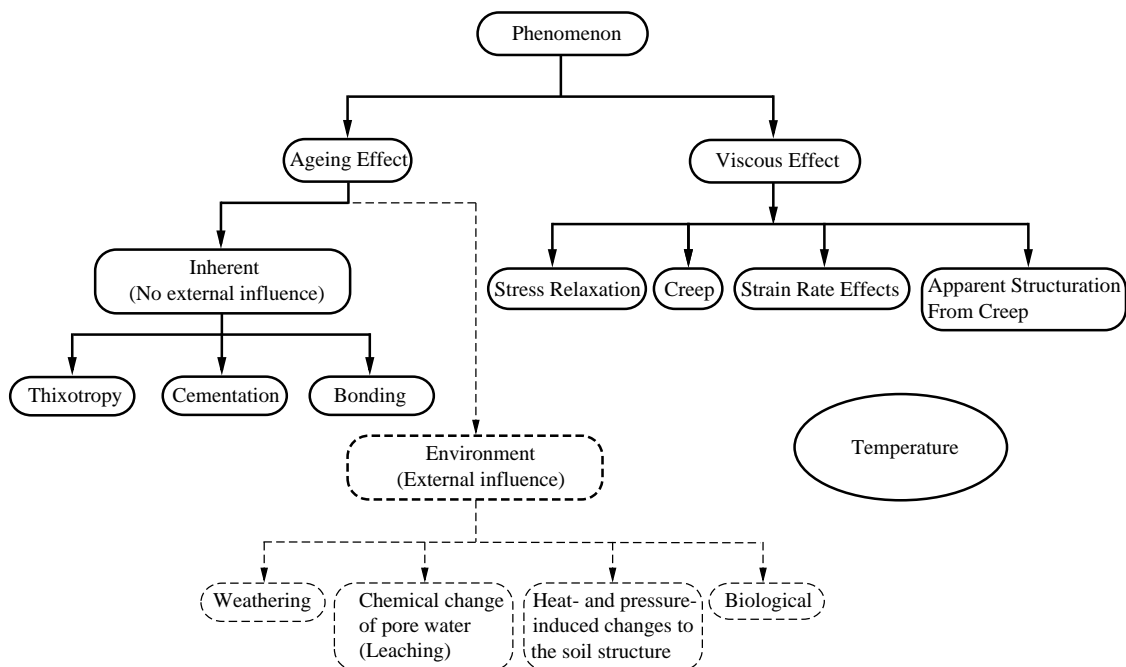 Phenomenon
Ageing Effect
Viscous Effect
Inherent
(No external influence)
Stress Relaxation
Creep
Strain Rate Effects
Apparent Structuration
From Creep
Thixotropy
Cementation
Bonding
Environment
(External influence)
Temperature
Weathering
Chemical change
of pore water
(Leaching)
Heat- and pressure-
induced changes to
the soil structure
Biological